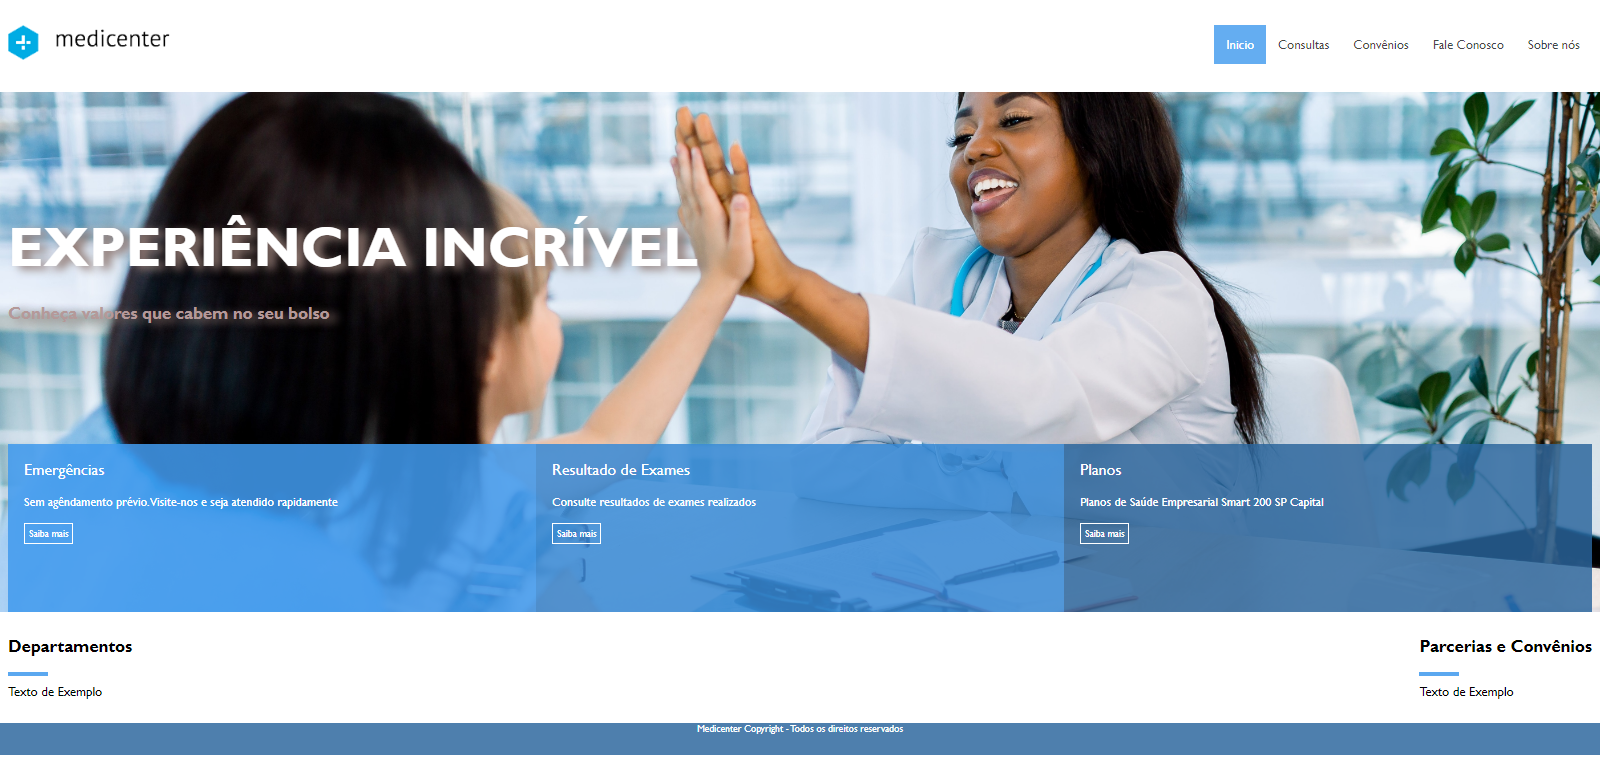 medicenter
Inicio Consultas Convênios Fale Conosco Sobre nós
EXPERIÊNCIA INCRÍVEL
Conheça valores que cabem no seu bolso
Emergências
Sem agêndamento prévio. Visite-nos e seja atendido rapidamente
Saiba mais
Resultado de Exames
Consulte resultados de exames realizados
Saiba mais
Planos
Planos de Saúde Empresarial Smart 200 SP Capital
Saiba mais
Departamentos
Texto de Exemplo
Parcerias e Convênios
Texto de Exemplo
Medicenter Copyright - Todos os direitos reservados